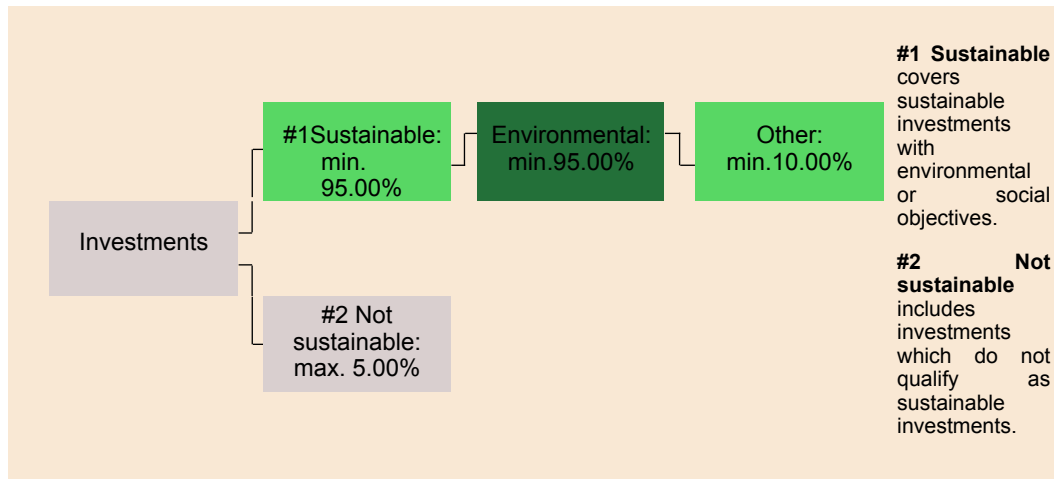 #1Sustainable:
min.
95.00%
Environmental:
min.95.00%
Other:
min.10.00%
Investments
#2 Not
sustainable:
max. 5.00%
#1 Sustainable
covers
sustainable
investments
with
environmental
or social
objectives.
#2 Not
sustainable
includes
investments
which do not
qualify as
sustainable
investments.